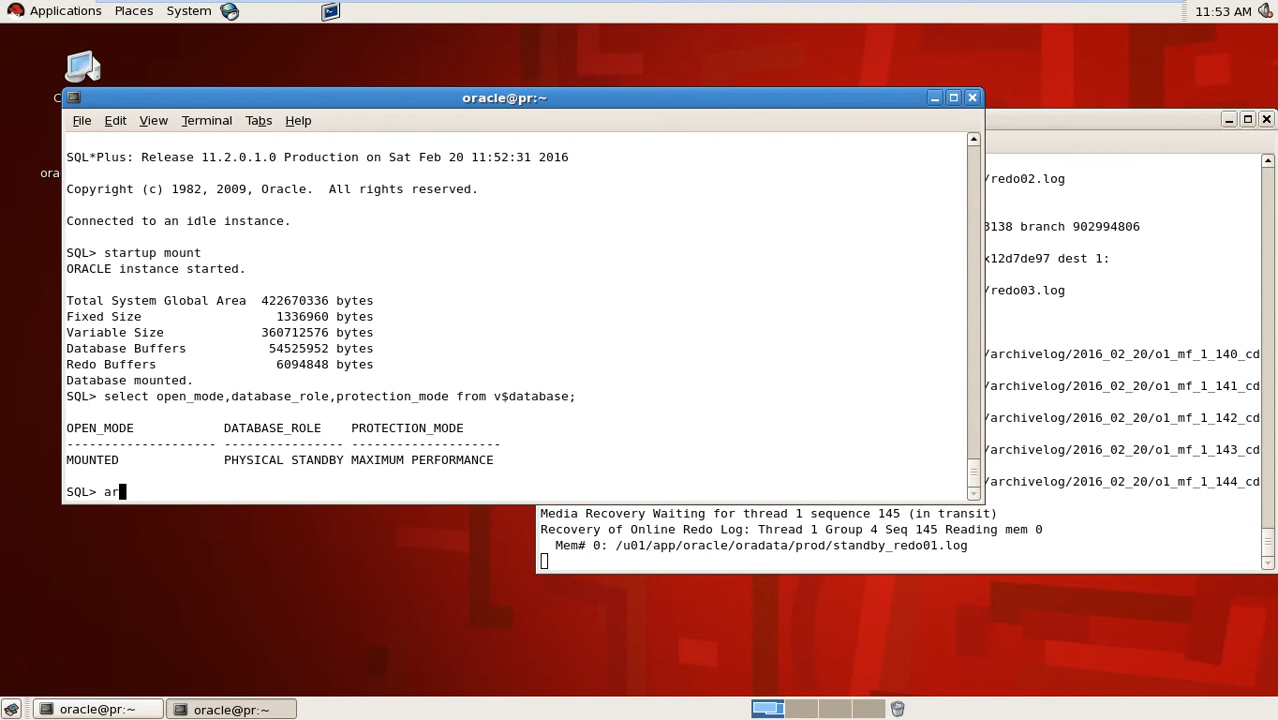 Applications Places System
11:53 AM
C
ora
oracle@pr:~
File Edit View Terminal Tabs Help
SQL*Plus: Release 11.2.0.1.0 Production on Sat Feb 20 11:52:31 2016
Copyright (c) 1982, 2009, Oracle.  All rights reserved.
Connected to an idle instance.
SQL> startup mount
ORACLE instance started.
Total System Global Area  422670336 bytes
Fixed Size                  1336960 bytes
Variable Size             360712576 bytes
Database Buffers           54525952 bytes
Redo Buffers                6094848 bytes
Database mounted.
SQL> select open_mode,database_role,protection_mode from v$database;
OPEN_MODE            DATABASE_ROLE    PROTECTION_MODE
-------------------- ---------------- --------------------
MOUNTED              PHYSICAL STANDBY MAXIMUM PERFORMANCE
SQL> ar
/redo02.log
3138 branch 902994806
x12d7de97 dest 1:
/redo03.log
/archivelog/2016_02_20/o1_mf_1_140_cd
/archivelog/2016_02_20/o1_mf_1_141_cd
/archivelog/2016_02_20/o1_mf_1_142_cd
/archivelog/2016_02_20/o1_mf_1_143_cd
/archivelog/2016_02_20/o1_mf_1_144_cd
Media Recovery Waiting for thread 1 sequence 145 (in transit)
Recovery of Online Redo Log: Thread 1 Group 4 Seq 145 Reading mem 0
  Mem# 0: /u01/app/oracle/oradata/prod/standby_redo01.log
oracle@pr:~
oracle@pr:~